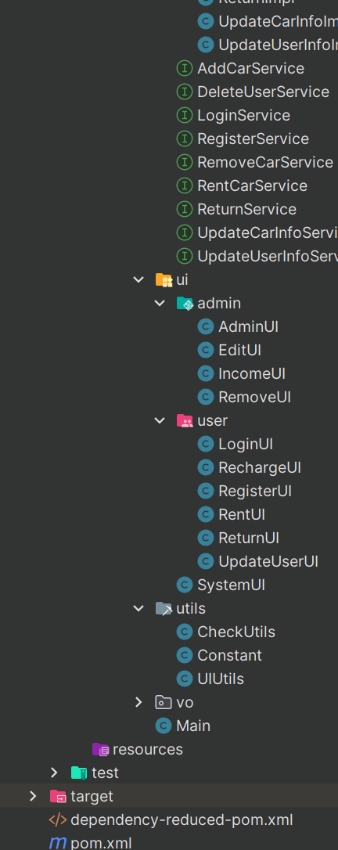 ReturnImpl
UpdateCarInfoIm
UpdateUserInfoIn
AddCarService
DeleteUserService
LoginService
RegisterService
RemoveCarService
RentCarService
ReturnService
UpdateCarInfoServi
UpdateUserInfoServ
ui
admin
AdminUI
EditUI
IncomeUI
RemoveUI
user
LoginUI
RechargeUI
RegisterUI
RentUI
ReturnUI
UpdateUserUI
SystemUI
utils
CheckUtils
Constant
UIUtils
vo
Main
resources
test
target
dependency-reduced-pom.xml
pom.xml